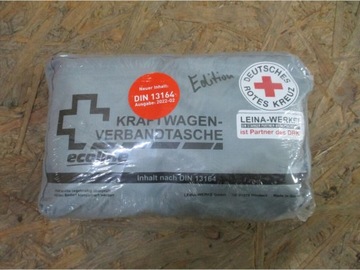 Neuer Inhalt:
DIN 13164
Ausgabe: 2022-02
Edition
DEUTSCHES
ROTES KREUZ
LEINA-WERKE
ist Partner des DRK
KRAFTWAGEN-
VERBANDTASCHE
ecoline
Inhalt nach DIN 13164